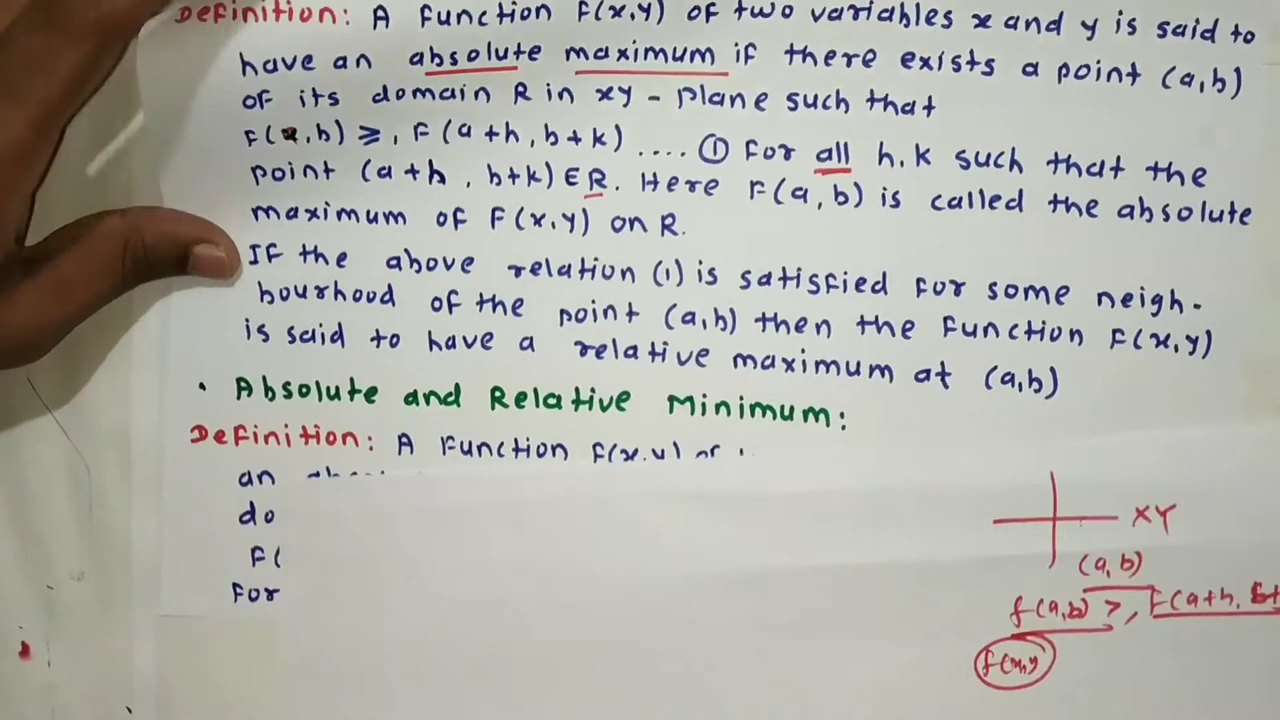 Definition: A function F(x,y) of two variables x and y is said to
have an absolute maximum if there exists a point (a,b)
of its domain R in xy-plane such that
F(a,b) ≥, F(a+h, b+k) .... ① For all h.k such that the
point (a+h, b+k) ∈ R. Here F(a,b) is called the absolute
maximum of F(x,y) on R.
IF the above relation (1) is satisfied for some neigh-
bourhood of the point (a,b) then the function F(x,y)
is said to have a relative maximum at (a,b)
• Absolute and Relative Minimum:
Definition: A Function F(x,y) of
an
do
F(
For
XY
(a,b)
f(a,b) ≥, F(a+h, b+
f(x,y